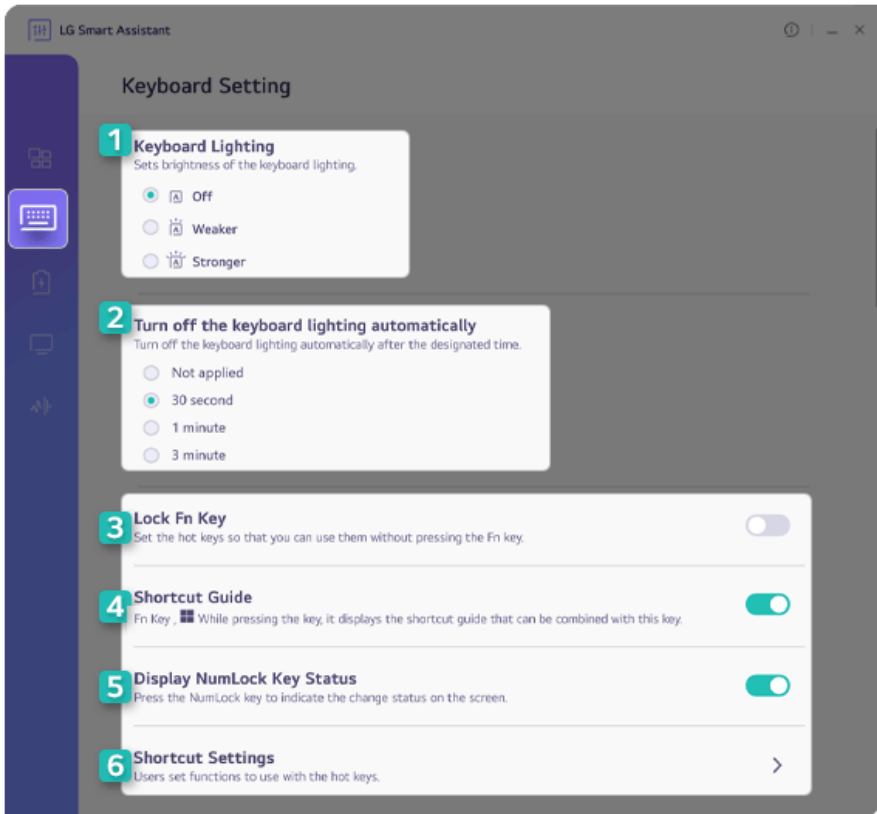 LG Smart Assistant
Keyboard Setting
1
Keyboard Lighting
Sets brightness of the keyboard lighting.
A Off
A Weaker
A Stronger
2
Turn off the keyboard lighting automatically
Turn off the keyboard lighting automatically after the designated time.
Not applied
30 second
1 minute
3 minute
3
Lock Fn Key
Set the hot keys so that you can use them without pressing the Fn key.
4
Shortcut Guide
Fn Key , While pressing the key, it displays the shortcut guide that can be combined with this key.
5
Display NumLock Key Status
Press the NumLock key to indicate the change status on the screen.
6
Shortcut Settings
Users set functions to use with the hot keys.